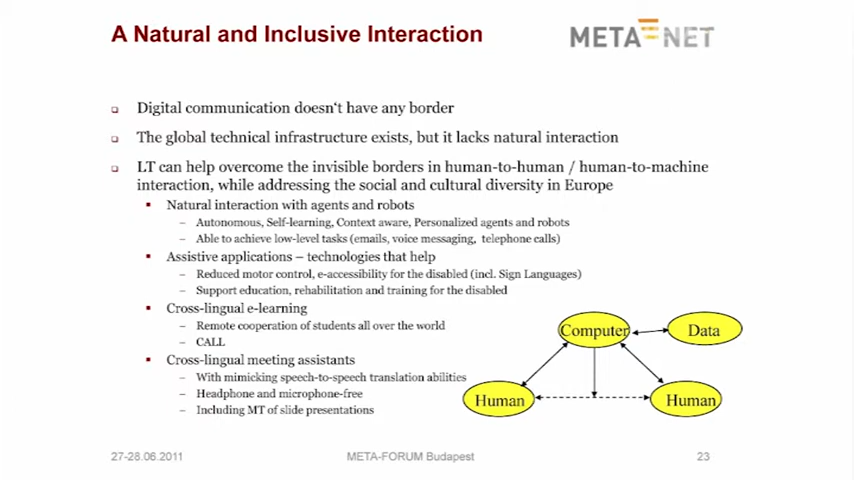 A Natural and Inclusive Interaction
META NET
Digital communication doesn't have any border
The global technical infrastructure exists, but it lacks natural interaction
LT can help overcome the invisible borders in human-to-human / human-to-machine
interaction, while addressing the social and cultural diversity in Europe
Natural interaction with agents and robots
– Autonomous, Self-learning, Context aware, Personalized agents and robots
– Able to achieve low-level tasks (emails, voice messaging, telephone calls)
Assistive applications – technologies that help
– Reduced motor control, e-accessibility for the disabled (incl. Sign Languages)
– Support education, rehabilitation and training for the disabled
Cross-lingual e-learning
– Remote cooperation of students all over the world
– CALL
Cross-lingual meeting assistants
– With mimicking speech-to-speech translation abilities
– Headphone and microphone-free
– Including MT of slide presentations
Computer
Data
Human
Human
27-28.06.2011
META-FORUM Budapest
23